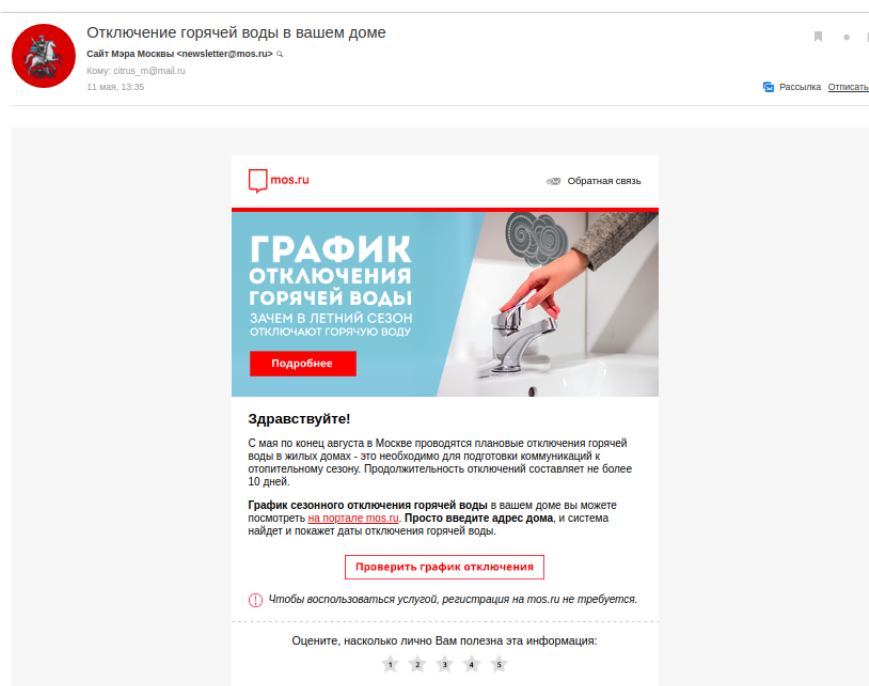 Отключение горячей воды в вашем доме
Сайт Мэра Москвы <newsletter@mos.ru>
Кому: citrus_m@mail.ru
11 мая, 13:35
Рассылка Отписать
mos.ru
Обратная связь
ГРАФИК
ОТКЛЮЧЕНИЯ
ГОРЯЧЕЙ ВОДЫ
ЗАЧЕМ В ЛЕТНИЙ СЕЗОН
ОТКЛЮЧАЮТ ГОРЯЧУЮ ВОДУ
Подробнее
Здравствуйте!
С мая по конец августа в Москве проводятся плановые отключения горячей
воды в жилых домах - это необходимо для подготовки коммуникаций к
отопительному сезону. Продолжительность отключений составляет не более
10 дней.
График сезонного отключения горячей воды в вашем доме вы можете
посмотреть на портале mos.ru. Просто введите адрес дома, и система
найдет и покажет даты отключения горячей воды.
Проверить график отключения
! Чтобы воспользоваться услугой, регистрация на mos.ru не требуется.
Оцените, насколько лично Вам полезна эта информация:
1 2 3 4 5